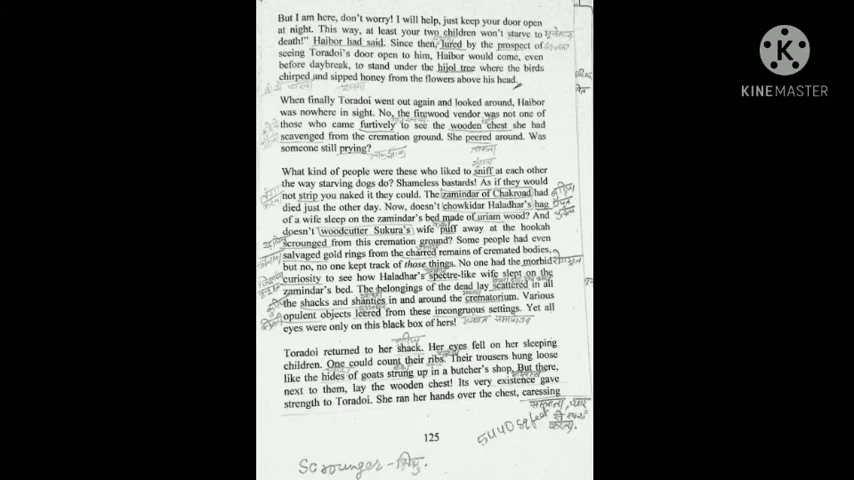 But I am here, don't worry! I will help, just keep your door open
at night. This way, at least your two children won't starve to
death!" Haibor had said. Since then, lured by the prospect of
seeing Toradoi's door open to him, Haibor would come, even
before daybreak, to stand under the hijol tree where the birds
chirped and sipped honey from the flowers above his head.
When finally Toradoi went out again and looked around, Haibor
was nowhere in sight. No, the firewood vendor was not one of
those who came furtively to see the wooden chest she had
scavenged from the cremation ground. She peered around. Was
someone still prying?
What kind of people were these who liked to sniff at each other
the way starving dogs do? Shameless bastards! As if they would
not strip you naked it they could. The zamindar of Chakroad had
died just the other day. Now, doesn't chowkidar Haladhar's hag
of a wife sleep on the zamindar's bed made of uriam wood? And
doesn't woodcutter Sukura's wife puff away at the hookah
scrounged from this cremation ground? Some people had even
salvaged gold rings from the charred remains of cremated bodies,
but no, no one kept track of those things. No one had the morbid
curiosity to see how Haladhar's spectre-like wife slept on the
zamindar's bed. The belongings of the dead lay scattered in all
the shacks and shanties in and around the crematorium. Various
opulent objects leered from these incongruous settings. Yet all
eyes were only on this black box of hers!
Toradoi returned to her shack. Her eyes fell on her sleeping
children. One could count their ribs. Their trousers hung loose
like the hides of goats strung up in a butcher's shop. But there,
next to them, lay the wooden chest! Its very existence gave
strength to Toradoi. She ran her hands over the chest, caressing
5440 sq feet
125
Scrounger -
K
KINEMASTER